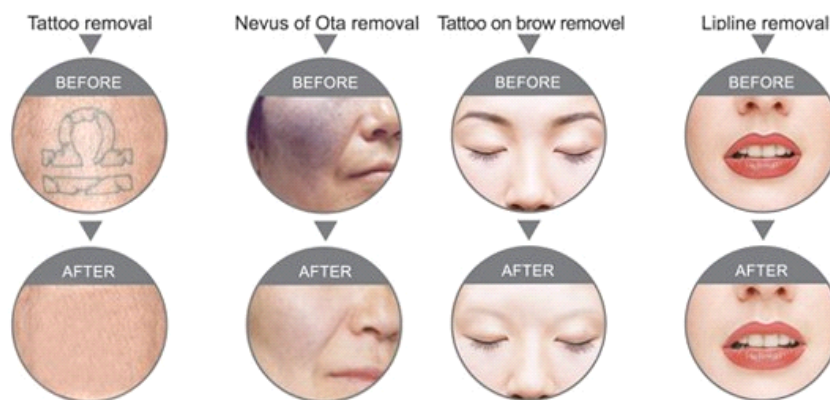 Tattoo removal
Nevus of Ota removal
Tattoo on brow removel
Lipline removal
BEFORE
BEFORE
BEFORE
BEFORE
AFTER
AFTER
AFTER
AFTER